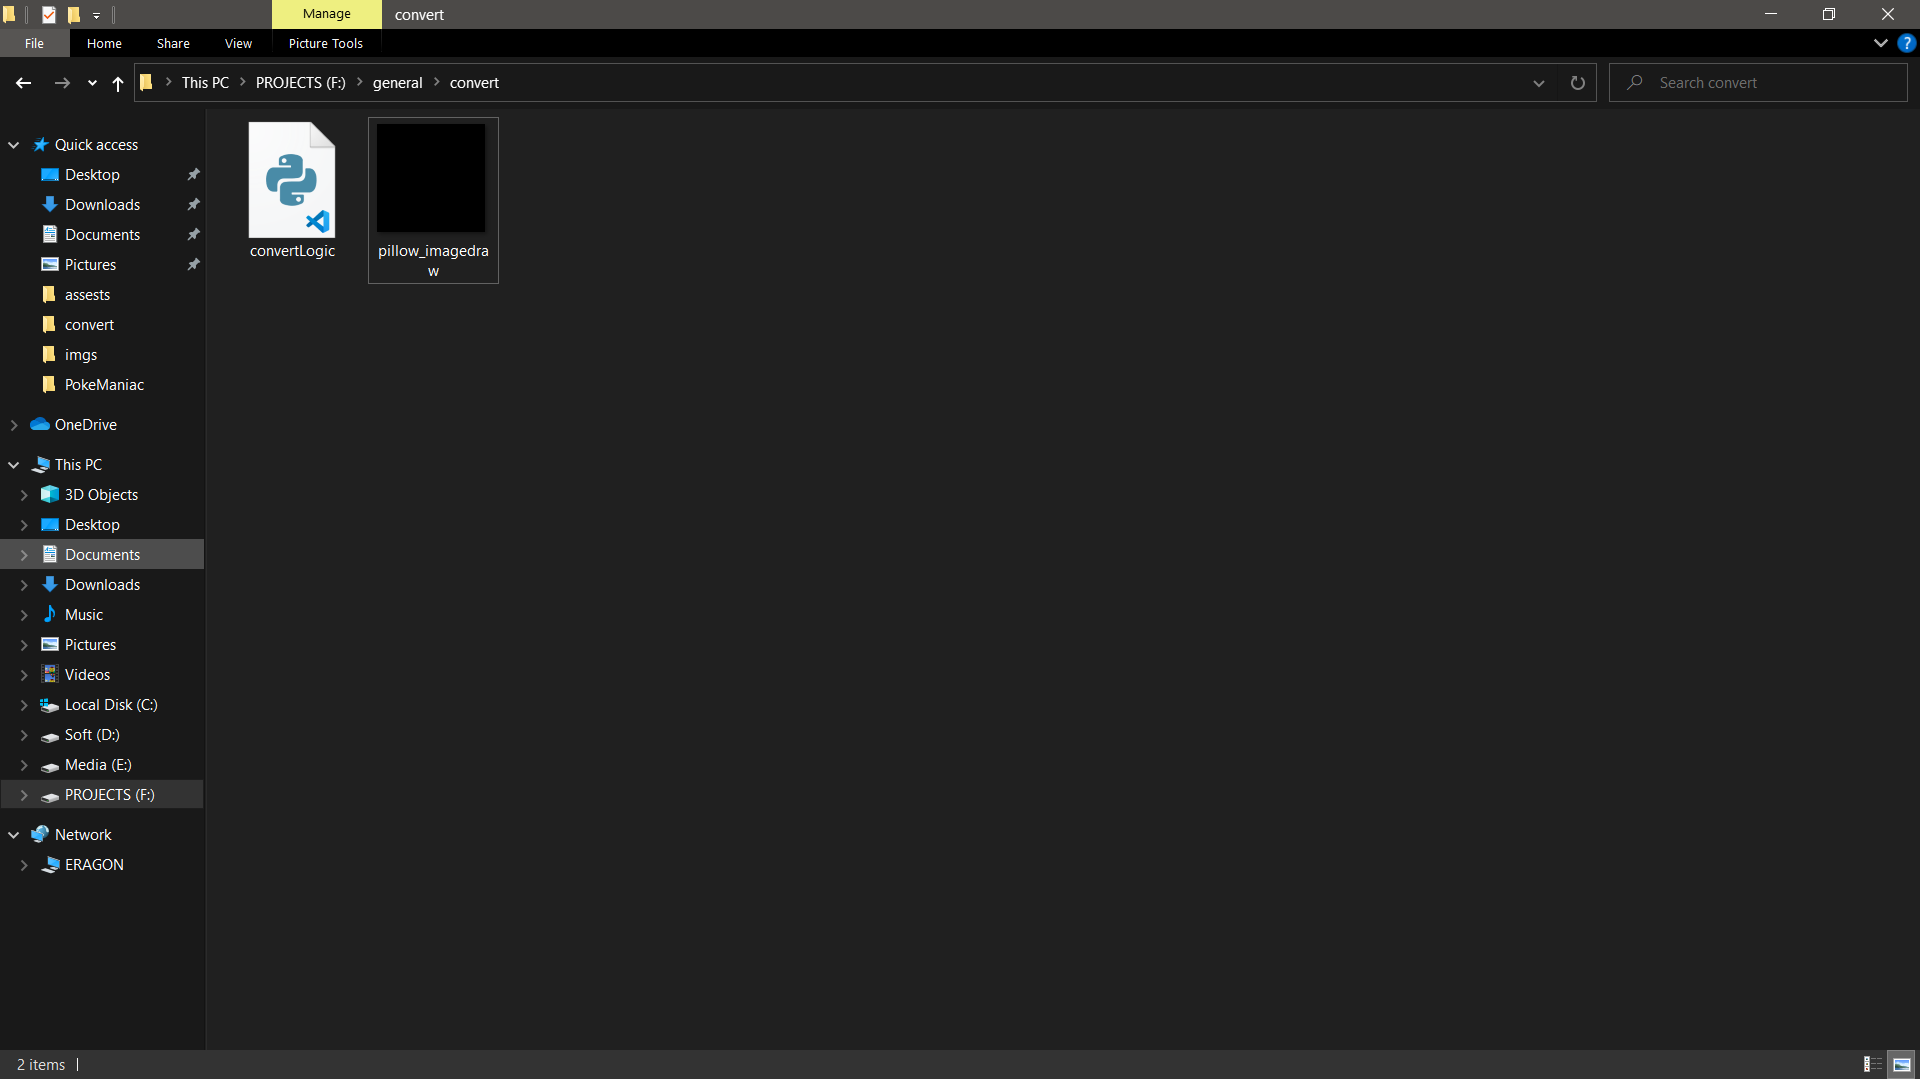 Manage
convert
File
Home
Share
View
Picture Tools
?
This PC
PROJECTS (F:)
general
convert
Search convert
Quick access
Desktop
Downloads
Documents
Pictures
assests
convert
imgs
PokeManiac
OneDrive
This PC
3D Objects
Desktop
Documents
Downloads
Music
Pictures
Videos
Local Disk (C:)
Soft (D:)
Media (E:)
PROJECTS (F:)
Network
ERAGON
convertLogic
pillow_imagedra
w
2 items